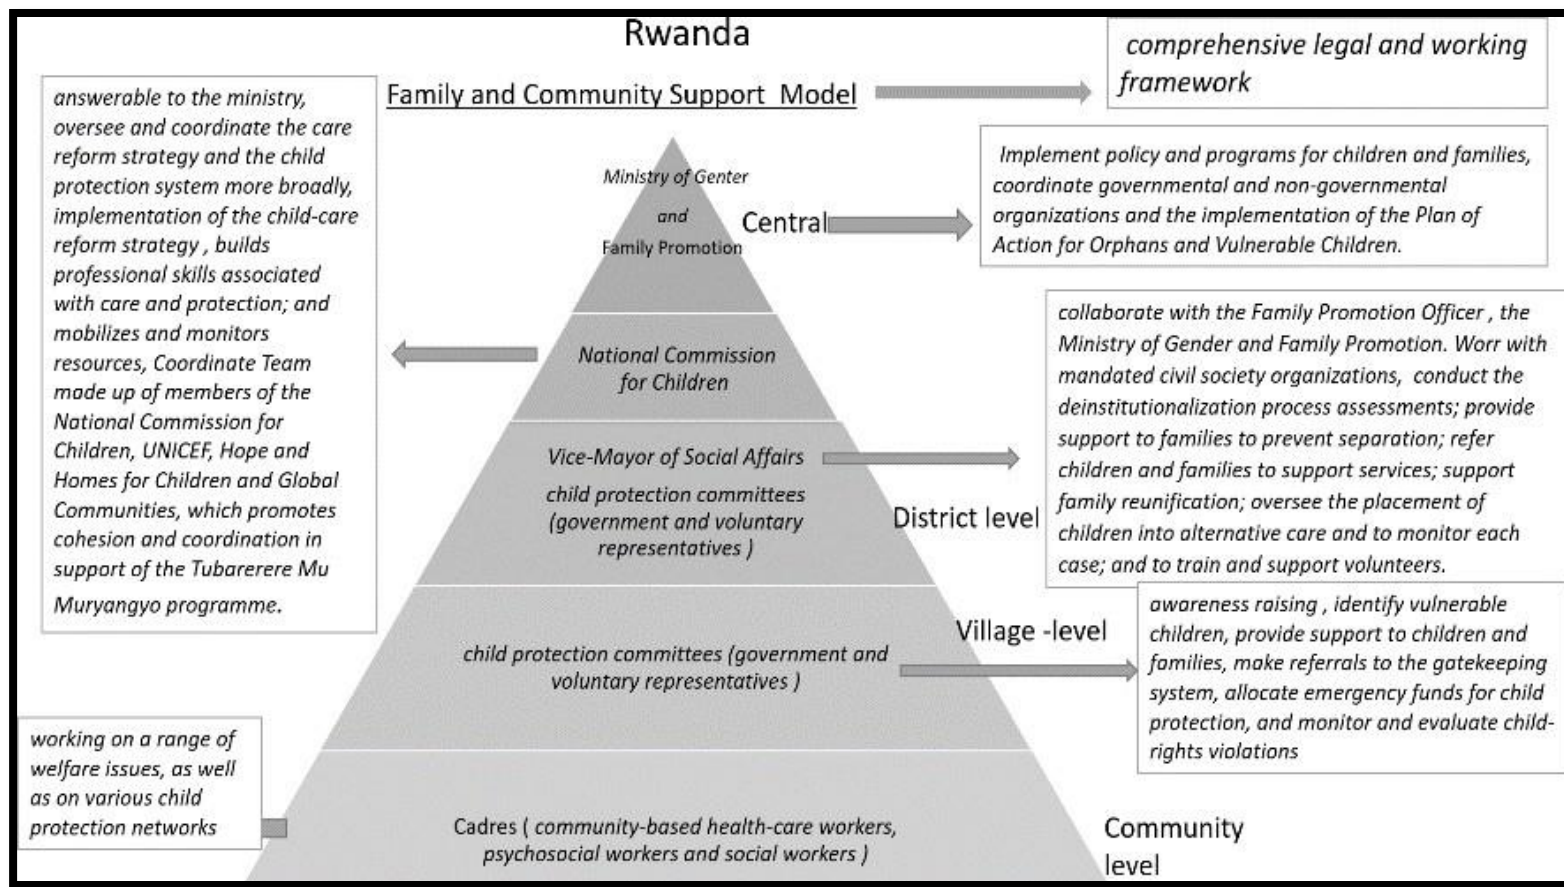 Rwanda
Family and Community Support Model
comprehensive legal and working
framework
answerable to the ministry,
oversee and coordinate the care
reform strategy and the child
protection system more broadly,
implementation of the child-care
reform strategy , builds
professional skills associated
with care and protection; and
mobilizes and monitors
resources, Coordinate Team
made up of members of the
National Commission for
Children, UNICEF, Hope and
Homes for Children and Global
Communities, which promotes
cohesion and coordination in
support of the Tubarerere Mu
Muryangyo programme.
Ministry of Genter
and
Family Promotion
Central
Implement policy and programs for children and families,
coordinate governmental and non-governmental
organizations and the implementation of the Plan of
Action for Orphans and Vulnerable Children.
National Commission
for Children
Vice-Mayor of Social Affairs
child protection committees
(government and voluntary
representatives )
District level
collaborate with the Family Promotion Officer , the
Ministry of Gender and Family Promotion. Worr with
mandated civil society organizations, conduct the
deinstitutionalization process assessments; provide
support to families to prevent separation; refer
children and families to support services; support
family reunification; oversee the placement of
children into alternative care and to monitor each
case; and to train and support volunteers.
child protection committees (government and
voluntary representatives )
Village -level
awareness raising , identify vulnerable
children, provide support to children and
families, make referrals to the gatekeeping
system, allocate emergency funds for child
protection, and monitor and evaluate child-
rights violations
working on a range of
welfare issues, as well
as on various child
protection networks
Cadres ( community-based health-care workers,
psychosocial workers and social workers )
Community
level